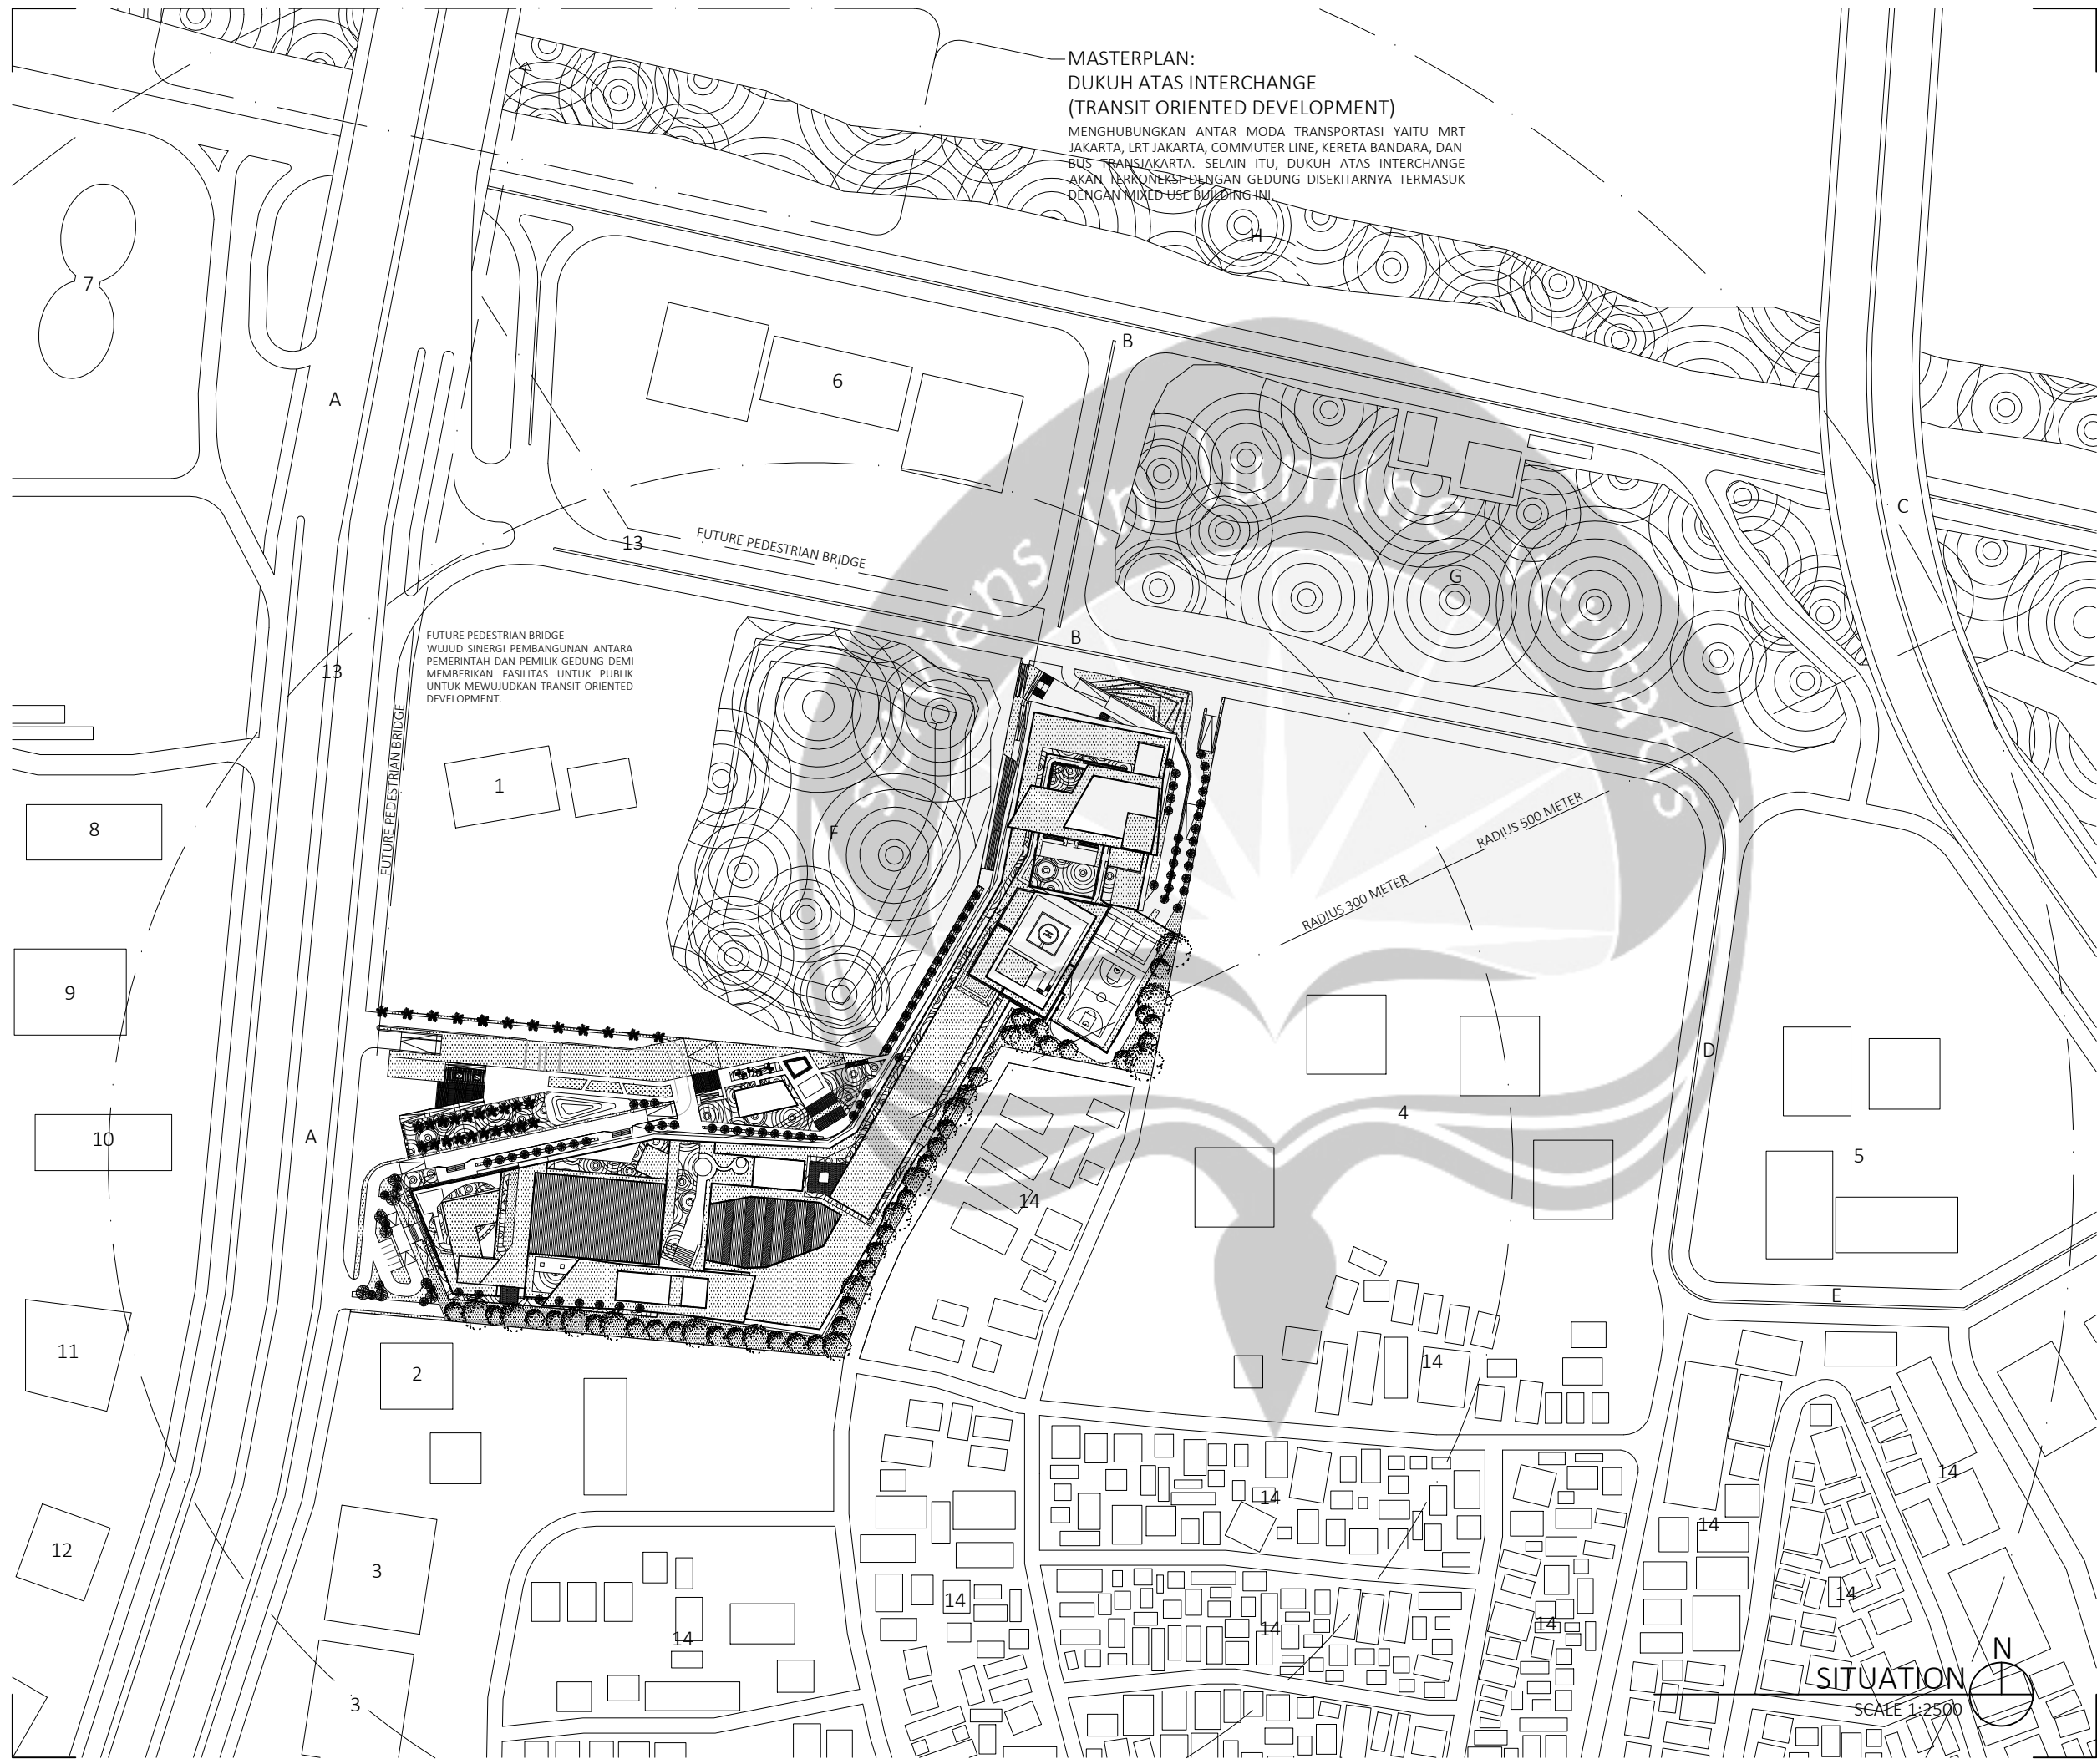 MASTERPLAN:
DUKUH ATAS INTERCHANGE
(TRANSIT ORIENTED DEVELOPMENT)
MENGHUBUNGKAN ANTAR MODA TRANSPORTASI YAITU MRT
JAKARTA, LRT JAKARTA, COMMUTER LINE, KERETA BANDARA, DAN
BUS TRANSJAKARTA. SELAIN ITU, DUKUH ATAS INTERCHANGE
AKAN TERKONEKSI DENGAN GEDUNG DISEKITARNYA TERMASUK
DENGAN MIXED USE BUILDING INI.
H
7
B
6
A
C
13
FUTURE PEDESTRIAN BRIDGE
G
B
FUTURE PEDESTRIAN BRIDGE
WUJUD SINERGI PEMBANGUNAN ANTARA
PEMERINTAH DAN PEMILIK GEDUNG DEMI
MEMBERIKAN FASILITAS UNTUK PUBLIK
UNTUK MEWUJUDKAN TRANSIT ORIENTED
DEVELOPMENT.
13
FUTURE PEDESTRIAN BRIDGE
serviens in lumine veritatis
1
8
F
RADIUS 500 METER
RADIUS 300 METER
H
9
D
4
10
A
5
14
E
11
2
14
14
14
14
12
3
14
14
14
14
14
3
N
SITUATION
SCALE 1:2500